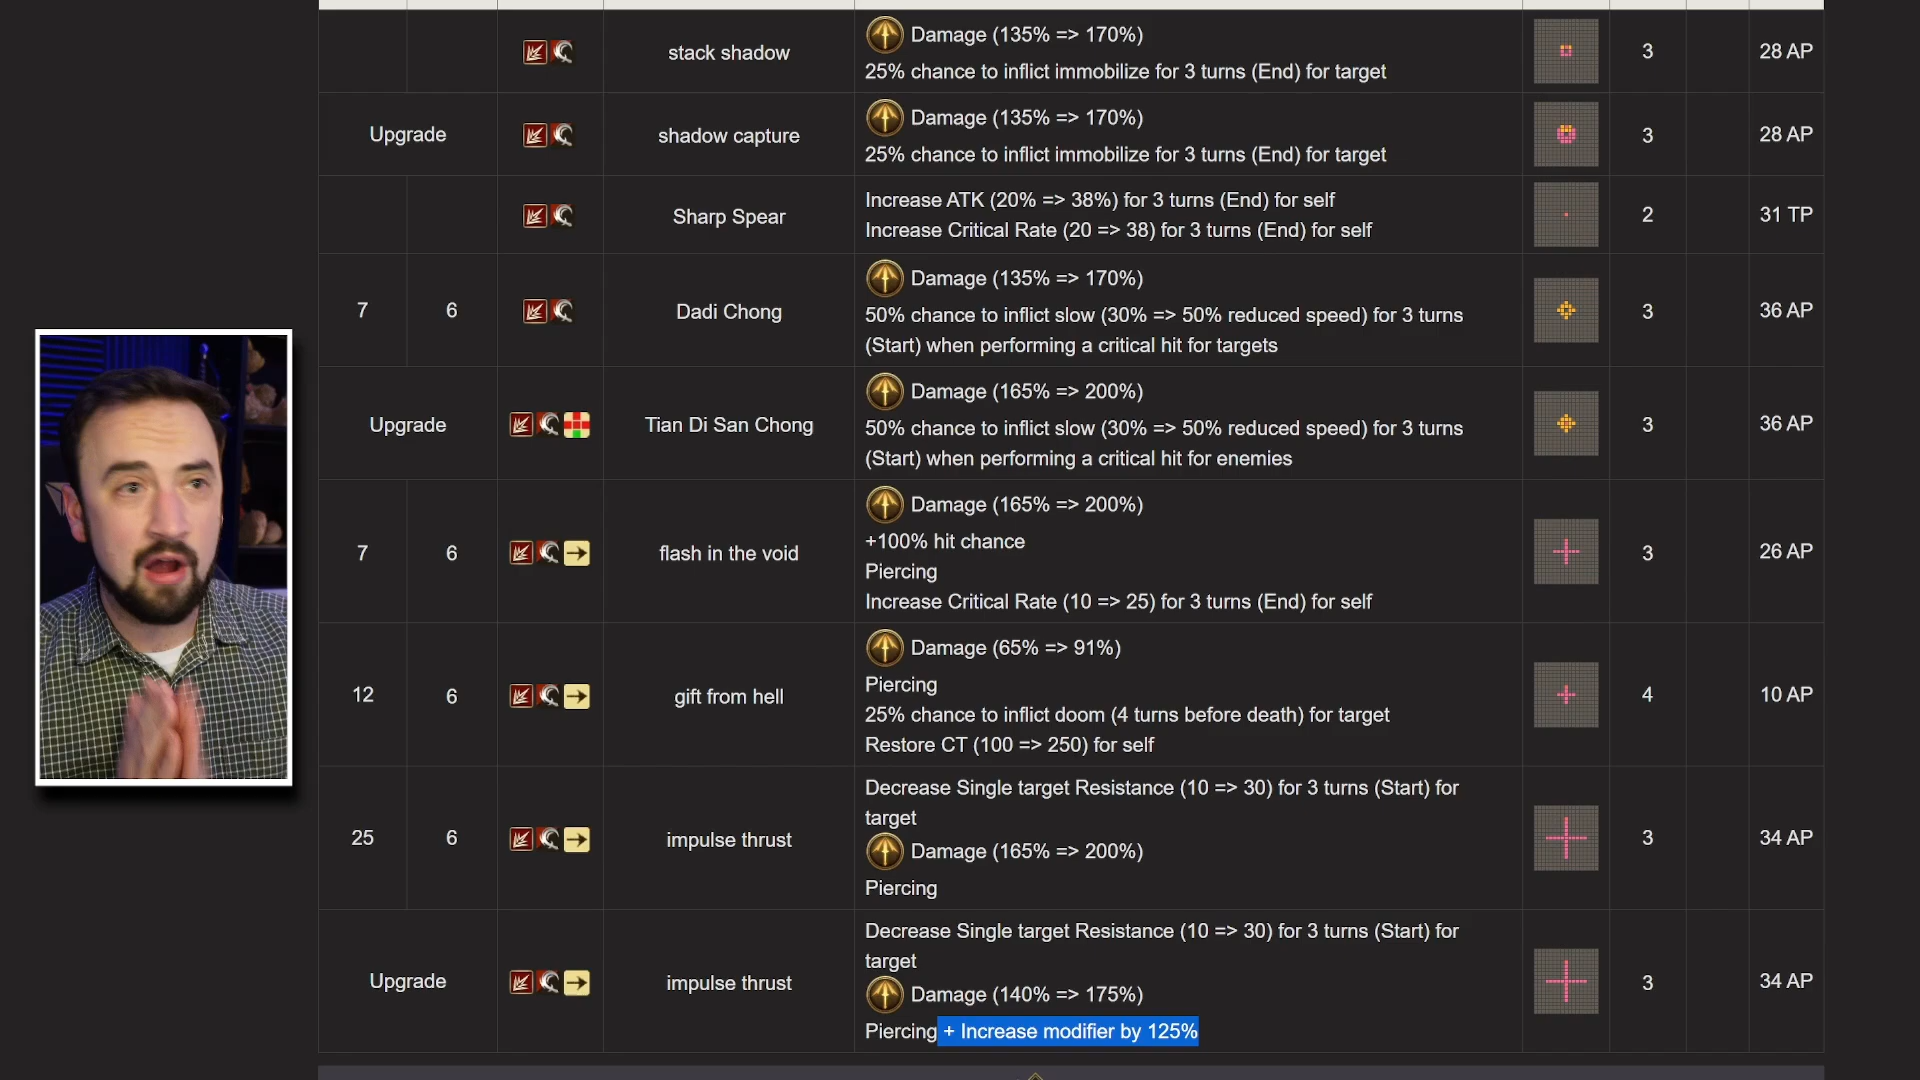 stack shadow
Damage (135% => 170%)
25% chance to inflict immobilize for 3 turns (End) for target
3
28 AP
Upgrade
shadow capture
Damage (135% => 170%)
25% chance to inflict immobilize for 3 turns (End) for target
3
28 AP
Sharp Spear
Increase ATK (20% => 38%) for 3 turns (End) for self
Increase Critical Rate (20 => 38) for 3 turns (End) for self
2
31 TP
7
6
Dadi Chong
Damage (135% => 170%)
50% chance to inflict slow (30% => 50% reduced speed) for 3 turns
(Start) when performing a critical hit for targets
3
36 AP
Upgrade
Tian Di San Chong
Damage (165% => 200%)
50% chance to inflict slow (30% => 50% reduced speed) for 3 turns
(Start) when performing a critical hit for enemies
3
36 AP
7
6
flash in the void
Damage (165% => 200%)
+100% hit chance
Piercing
Increase Critical Rate (10 => 25) for 3 turns (End) for self
3
26 AP
12
6
gift from hell
Damage (65% => 91%)
Piercing
25% chance to inflict doom (4 turns before death) for target
Restore CT (100 => 250) for self
4
10 AP
25
6
impulse thrust
Decrease Single target Resistance (10 => 30) for 3 turns (Start) for
target
Damage (165% => 200%)
Piercing
3
34 AP
Upgrade
impulse thrust
Decrease Single target Resistance (10 => 30) for 3 turns (Start) for
target
Damage (140% => 175%)
Piercing + Increase modifier by 125%
3
34 AP